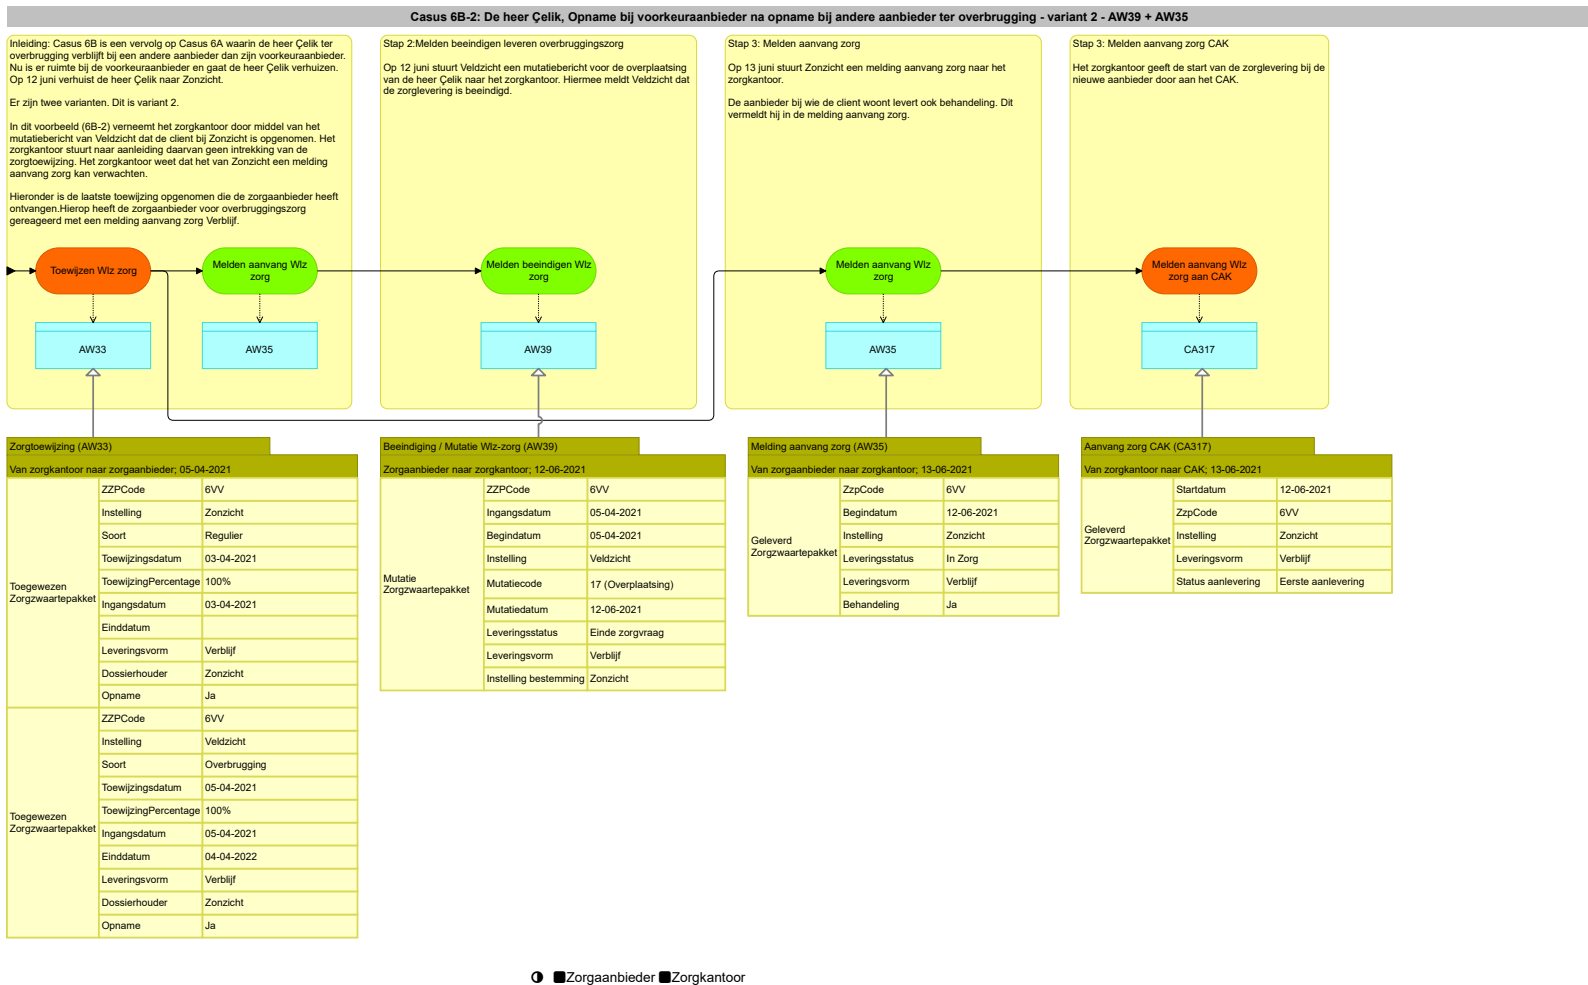 Casus 6B-2: De heer Çelik, Opname bij voorkeuraanbieder na opname bij andere aanbieder ter overbrugging - variant 2 - AW39 + AW35
Inleiding: Casus 6B is een vervolg op Casus 6A waarin de heer Çelik ter
overbrugging verblijft bij een andere aanbieder dan zijn voorkeuraanbieder.
Nu is er ruimte bij de voorkeuraanbieder en gaat de heer Çelik verhuizen.
Op 12 juni verhuist de heer Çelik naar Zonzicht.
Er zijn twee varianten. Dit is variant 2.
In dit voorbeeld (6B-2) verneemt het zorgkantoor door middel van het
mutatiebericht van Veldzicht dat de client bij Zonzicht is opgenomen. Het
zorgkantoor stuurt naar aanleiding daarvan geen intrekking van de
zorgtoewijzing. Het zorgkantoor weet dat het van Zonzicht een melding
aanvang zorg kan verwachten.
Hieronder is de laatste toewijzing opgenomen die de zorgaanbieder heeft
ontvangen.Hierop heeft de zorgaanbieder voor overbruggingszorg
gereageerd met een melding aanvang zorg Verblijf.
Stap 2:Melden beeindigen leveren overbruggingszorg
Op 12 juni stuurt Veldzicht een mutatiebericht voor de overplaatsing
van de heer Çelik naar het zorgkantoor. Hiermee meldt Veldzicht dat
de zorglevering is beeindigd.
Stap 3: Melden aanvang zorg
Op 13 juni stuurt Zonzicht een melding aanvang zorg naar het
zorgkantoor.
De aanbieder bij wie de client woont levert ook behandeling. Dit
vermeldt hij in de melding aanvang zorg.
Stap 3: Melden aanvang zorg CAK
Het zorgkantoor geeft de start van de zorglevering bij de
nieuwe aanbieder door aan het CAK.
Toewijzen Wlz zorg
Melden aanvang Wlz
zorg
Melden beeindigen Wlz
zorg
Melden aanvang Wlz
zorg
Melden aanvang Wlz
zorg aan CAK
AW33
AW35
AW39
AW35
CA317
Zorgtoewijzing (AW33)
Van zorgkantoor naar zorgaanbieder; 05-04-2021
Toegewezen
Zorgzwaartepakket
ZZPCode 6VV
Instelling Zonzicht
Soort Regulier
Toewijzingsdatum 03-04-2021
ToewijzingPercentage 100%
Ingangsdatum 03-04-2021
Einddatum
Leveringsvorm Verblijf
Dossierhouder Zonzicht
Opname Ja
Toegewezen
Zorgzwaartepakket
ZZPCode 6VV
Instelling Veldzicht
Soort Overbrugging
Toewijzingsdatum 05-04-2021
ToewijzingPercentage 100%
Ingangsdatum 05-04-2021
Einddatum 04-04-2022
Leveringsvorm Verblijf
Dossierhouder Zonzicht
Opname Ja
Beeindiging / Mutatie Wlz-zorg (AW39)
Zorgaanbieder naar zorgkantoor; 12-06-2021
Mutatie
Zorgzwaartepakket
ZZPCode 6VV
Ingangsdatum 05-04-2021
Begindatum 05-04-2021
Instelling Veldzicht
Mutatiecode 17 (Overplaatsing)
Mutatiedatum 12-06-2021
Leveringsstatus Einde zorgvraag
Leveringsvorm Verblijf
Instelling bestemming Zonzicht
Melding aanvang zorg (AW35)
Van zorgaanbieder naar zorgkantoor; 13-06-2021
Geleverd
Zorgzwaartepakket
ZzpCode 6VV
Begindatum 12-06-2021
Instelling Zonzicht
Leveringsstatus In Zorg
Leveringsvorm Verblijf
Behandeling Ja
Aanvang zorg CAK (CA317)
Van zorgkantoor naar CAK; 13-06-2021
Geleverd
Zorgzwaartepakket
Startdatum 12-06-2021
ZzpCode 6VV
Instelling Zonzicht
Leveringsvorm Verblijf
Status aanlevering Eerste aanlevering
Zorgaanbieder Zorgkantoor